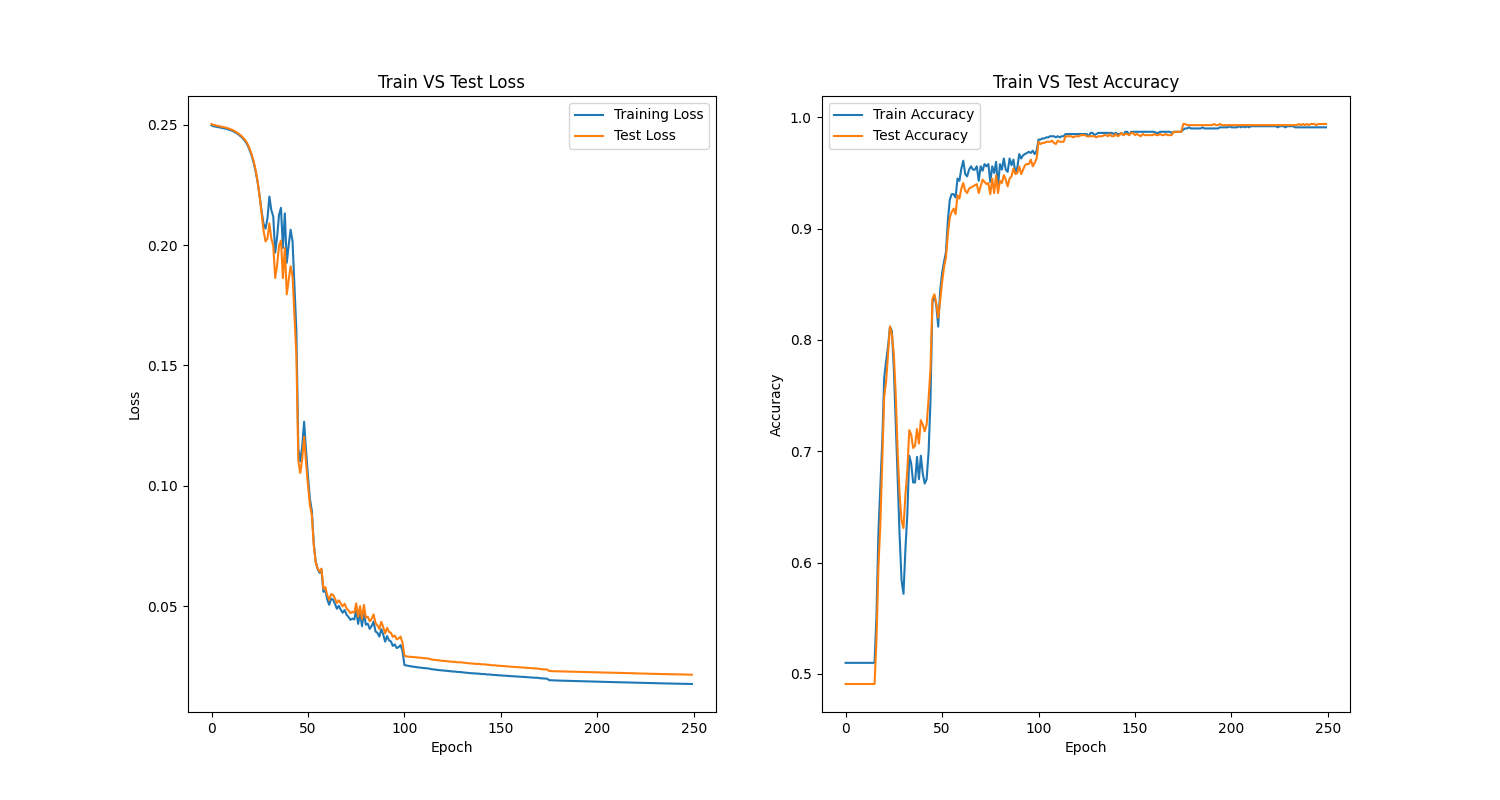 Train VS Test Loss
Training Loss
Test Loss
0.25
0.20
0.15
0.10
0.05
Loss
0 50 100 150 200 250
Epoch
Train VS Test Accuracy
Train Accuracy
Test Accuracy
1.0
0.9
0.8
0.7
0.6
0.5
Accuracy
0 50 100 150 200 250
Epoch